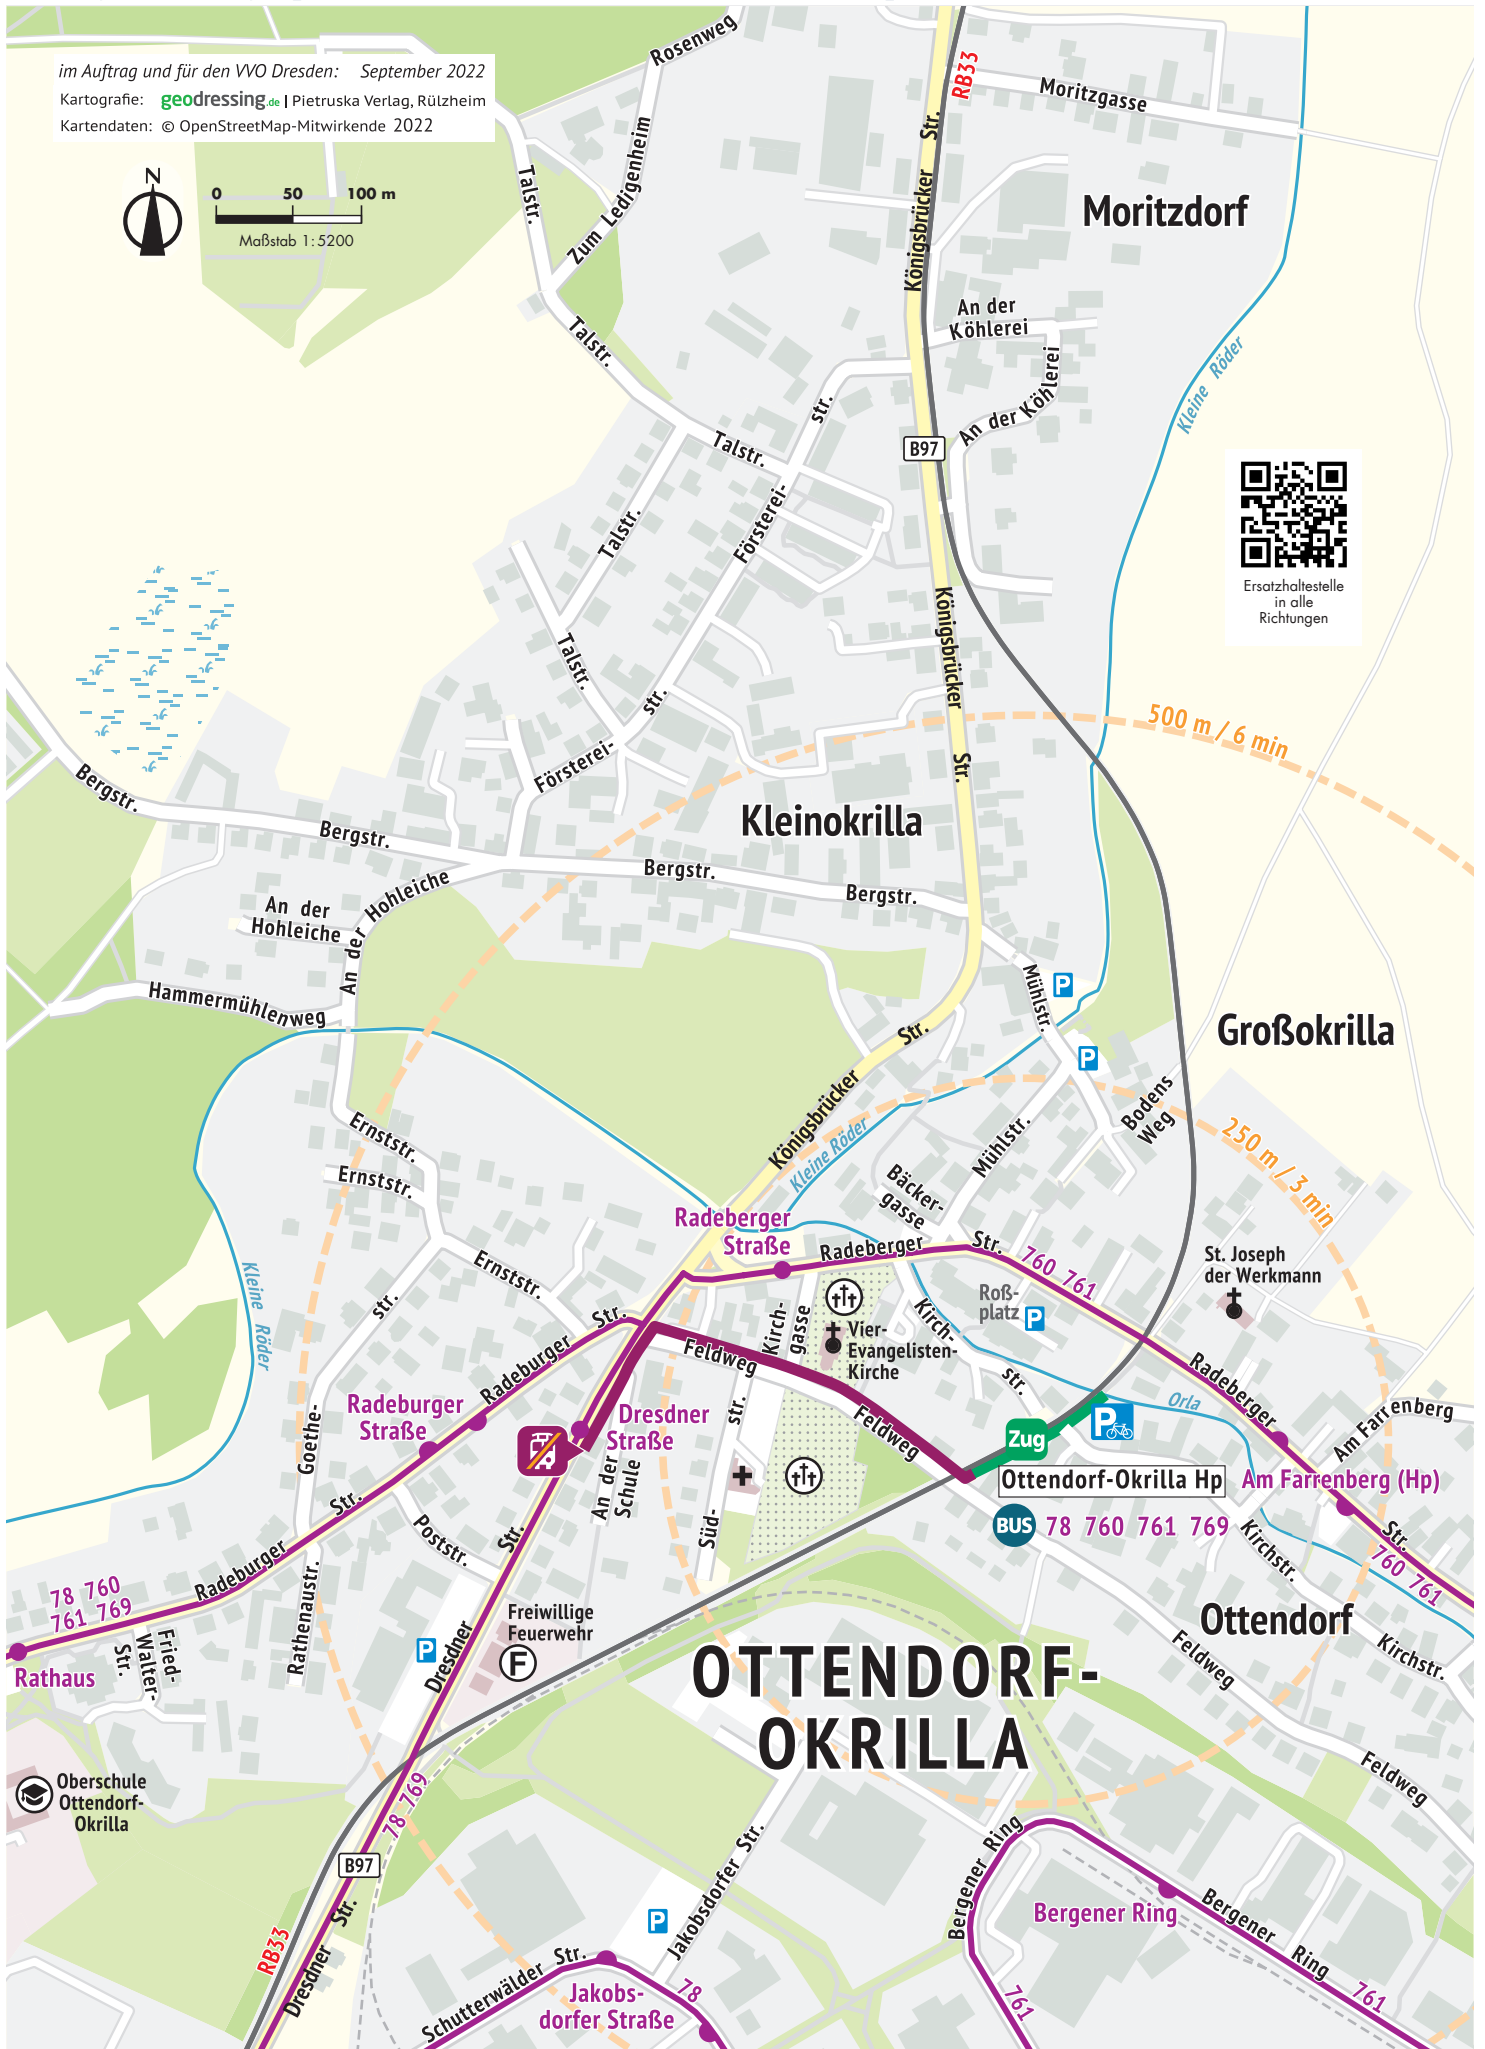 im Auftrag und für den VVO Dresden: September 2022
Kartografie: geodressing.de | Pietruska Verlag, Rülzheim
Kartendaten: © OpenStreetMap-Mitwirkende 2022
N
0 50 100 m
Maßstab 1:5200
Rosenweg
RB33
Moritzgasse
Talstr.
Zum Ledigenheim
Königsbrücker Str.
Moritzdorf
An der
Köhlerei
Talstr.
An der Köhlerei
Kleine Röder
str.
Talstr.
B97
Försterei-
Talstr.
Ersatzhaltestelle
in alle
Richtungen
Königsbrücker
Talstr.
str.
500 m / 6 min
Försterei-
Str.
Bergstr.
Kleinokrilla
Bergstr.
Bergstr.
Bergstr.
An der
Hohleiche
An der Hohleiche
Hammermühlenweg
Mühlstr.
P
Großokrilla
Str.
P
Königsbrücker
Bodens
Weg
Ernststr.
Kleine Röder
Mühlstr.
250 m / 3 min
Ernststr.
Bäcker-
gasse
Radeberger
Straße
Radeberger Str.
760 761
St. Joseph
der Werkmann
Ernststr.
Kleine Röder
str.
Roß-
platz
P
Kirch-
gasse
Kirch-
str.
Vier-
Evangelisten-
Kirche
Str.
Radeburger
Feldweg
Radeberger
Orla
Am Farrenberg
Radeburger
Straße
Goethe-
Dresdner
Straße
str.
Feldweg
Zug
P
Ottendorf-Okrilla Hp
Am Farrenberg (Hp)
BUS 78 760 761 769
An der
Schule
Süd-
Str.
Poststr.
Str.
Kirchstr.
Str.
760 761
Radeburger
78 760
761 769
Rathenaustr.
Freiwillige
Feuerwehr
F
P
Dresdner
Ottendorf
Fried-
Walter-
Str.
Rathaus
Feldweg
Kirchstr.
OTTENDORF-
OKRILLA
Feldweg
Oberschule
Ottendorf-
Okrilla
78 769
B97
Jakobsdorfer Str.
Bergener Ring
Bergener Ring
Bergener Ring
P
Str.
RB33
Dresdner
Schutterwälder Str.
Jakobs-
dorfer Straße
78
761
761